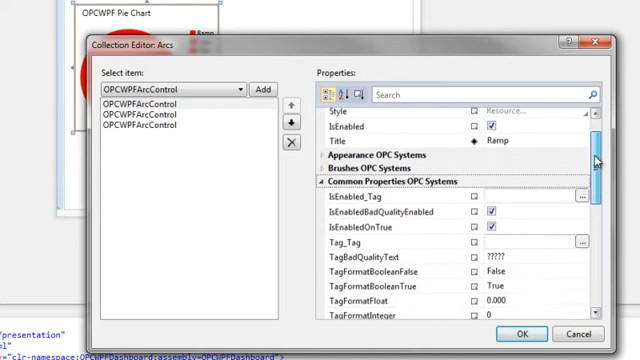 OPCWPF Pie Chart
Ramp
Collection Editor: Arcs
Select item:
OPCWPFArcControl
Add
OPCWPFArcControl
OPCWPFArcControl
OPCWPFArcControl
Properties:
Search
Style
Resource...
IsEnabled
Title
Ramp
Appearance OPC Systems
Brushes OPC Systems
Common Properties OPC Systems
IsEnabled_Tag
...
IsEnabledBadQualityEnabled
IsEnabledOnTrue
Tag_Tag
...
TagBadQualityText
?????
TagFormatBooleanFalse
False
TagFormatBooleanTrue
True
TagFormatFloat
0.000
TagFormatInteger
0
OK
Cancel
/presentation"
="clr-namespace:OPCWPFDashboard;assembly=OPCWPFDashboard">